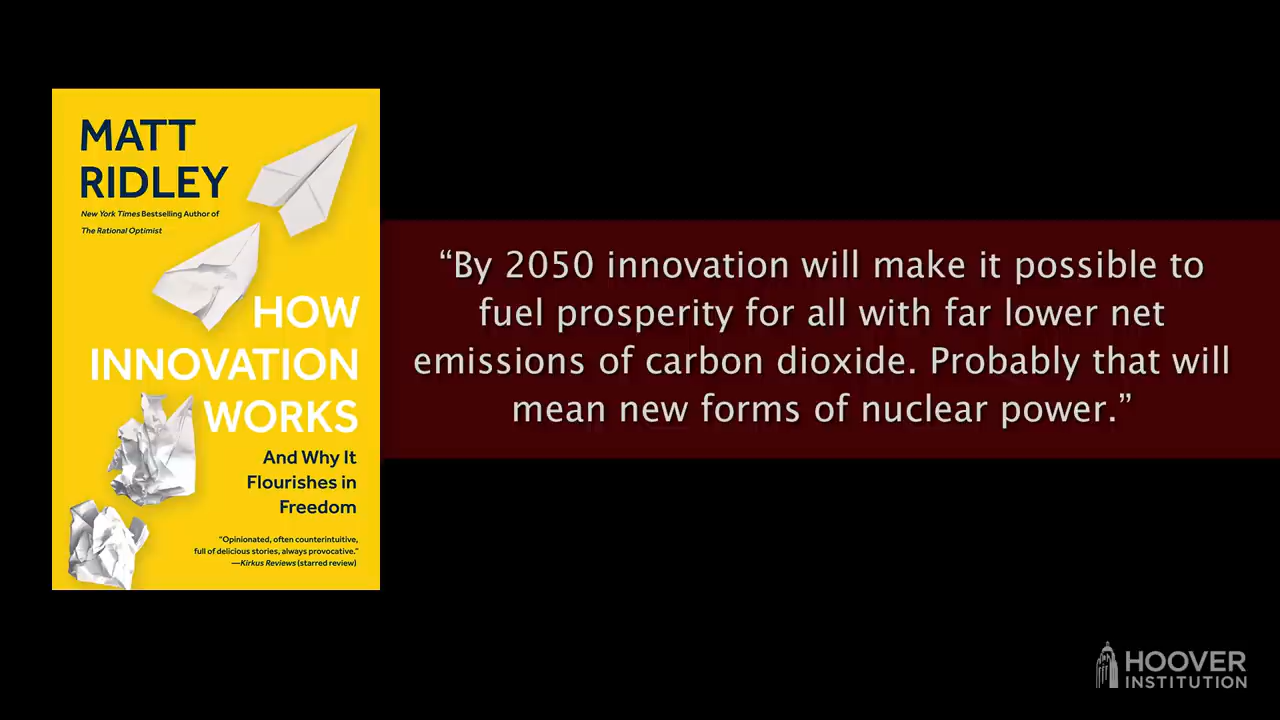 MATT
RIDLEY
New York Times Bestselling Author of
The Rational Optimist
HOW
INNOVATION
WORKS
And Why It
Flourishes in
Freedom
"Opinionated, often counterintuitive,
full of delicious stories, always provocative."
—Kirkus Reviews (starred review)
“By 2050 innovation will make it possible to
fuel prosperity for all with far lower net
emissions of carbon dioxide. Probably that will
mean new forms of nuclear power.”
HOOVER
INSTITUTION